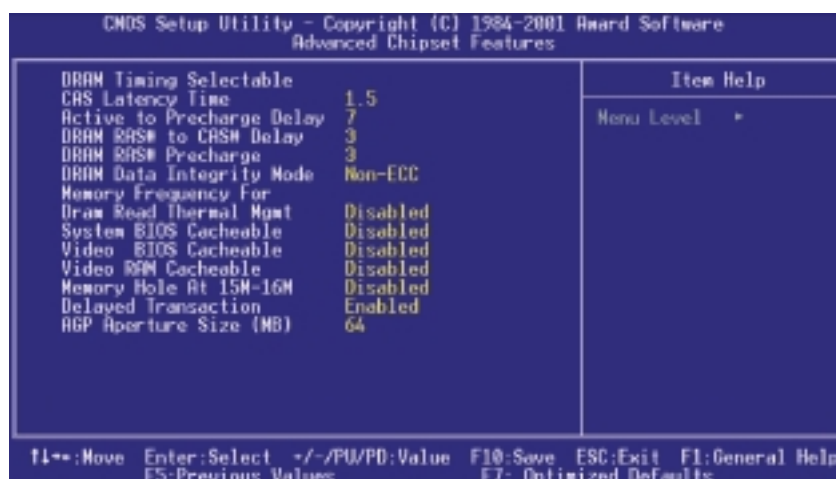 CMOS Setup Utility - Copyright (C) 1984-2001 Award Software
Advanced Chipset Features
DRAM Timing Selectable
CAS Latency Time 1.5
Active to Precharge Delay 7
DRAM RAS# to CAS# Delay 3
DRAM RAS# Precharge 3
DRAM Data Integrity Mode Non-ECC
Memory Frequency For
Dram Read Thermal Mgmt Disabled
System BIOS Cacheable Disabled
Video BIOS Cacheable Disabled
Video RAM Cacheable Disabled
Memory Hole At 15M-16M Disabled
Delayed Transaction Enabled
AGP Aperture Size (MB) 64
Item Help
Menu Level ▸
↑↓→←:Move Enter:Select +/-/PU/PD:Value F10:Save ESC:Exit F1:General Help
F5:Previous Values F7: Optimized Defaults